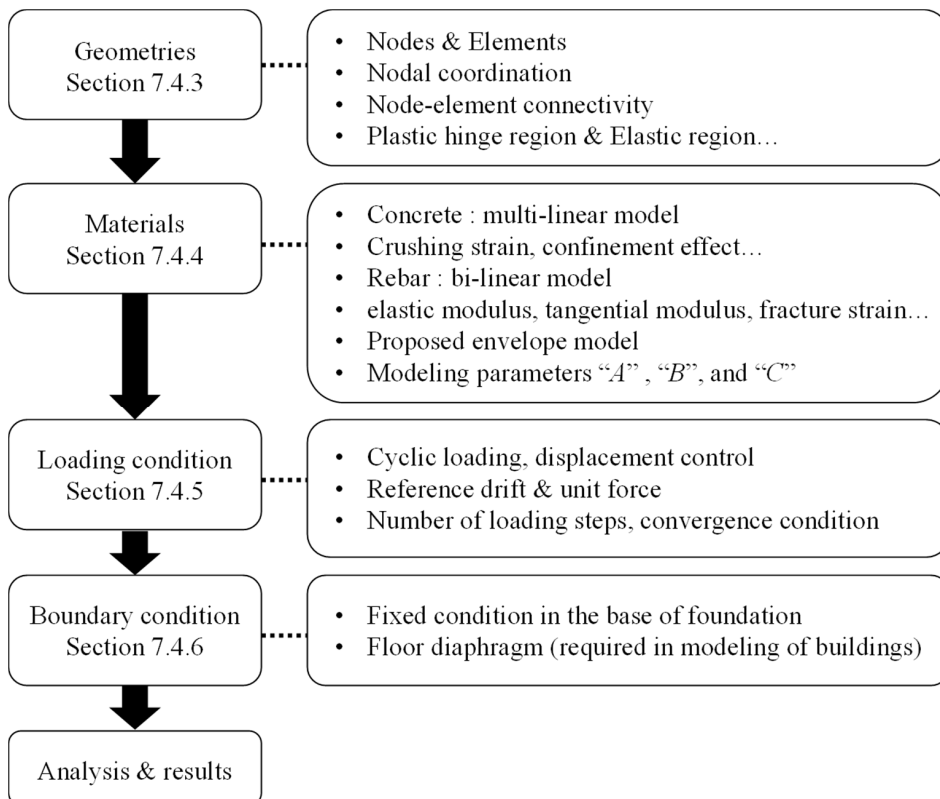 Geometries
Section 7.4.3
• Nodes & Elements
• Nodal coordination
• Node-element connectivity
• Plastic hinge region & Elastic region…
Materials
Section 7.4.4
• Concrete : multi-linear model
• Crushing strain, confinement effect…
• Rebar : bi-linear model
• elastic modulus, tangential modulus, fracture strain…
• Proposed envelope model
• Modeling parameters “A” , “B”, and “C”
Loading condition
Section 7.4.5
• Cyclic loading, displacement control
• Reference drift & unit force
• Number of loading steps, convergence condition
Boundary condition
Section 7.4.6
• Fixed condition in the base of foundation
• Floor diaphragm (required in modeling of buildings)
Analysis & results